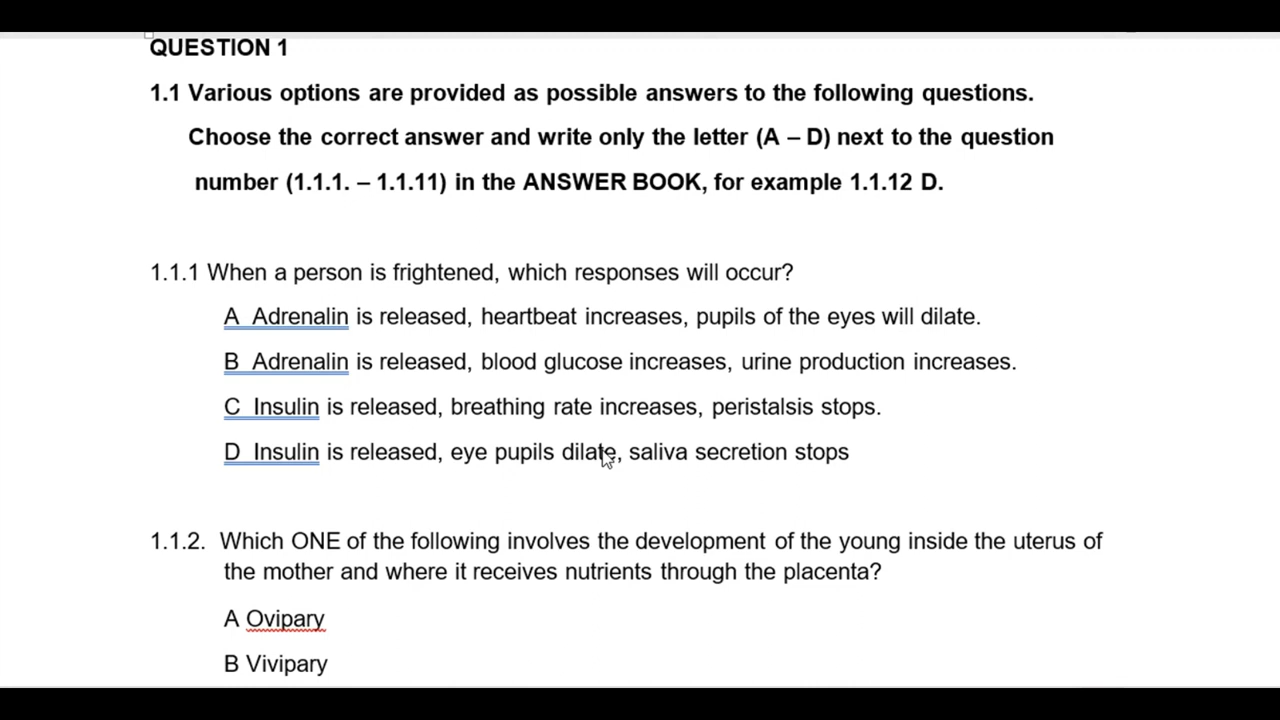 QUESTION 1
1.1 Various options are provided as possible answers to the following questions.
Choose the correct answer and write only the letter (A – D) next to the question
number (1.1.1. – 1.1.11) in the ANSWER BOOK, for example 1.1.12 D.
1.1.1 When a person is frightened, which responses will occur?
A Adrenalin is released, heartbeat increases, pupils of the eyes will dilate.
B Adrenalin is released, blood glucose increases, urine production increases.
C Insulin is released, breathing rate increases, peristalsis stops.
D Insulin is released, eye pupils dilate, saliva secretion stops
1.1.2. Which ONE of the following involves the development of the young inside the uterus of
the mother and where it receives nutrients through the placenta?
A Ovipary
B Vivipary